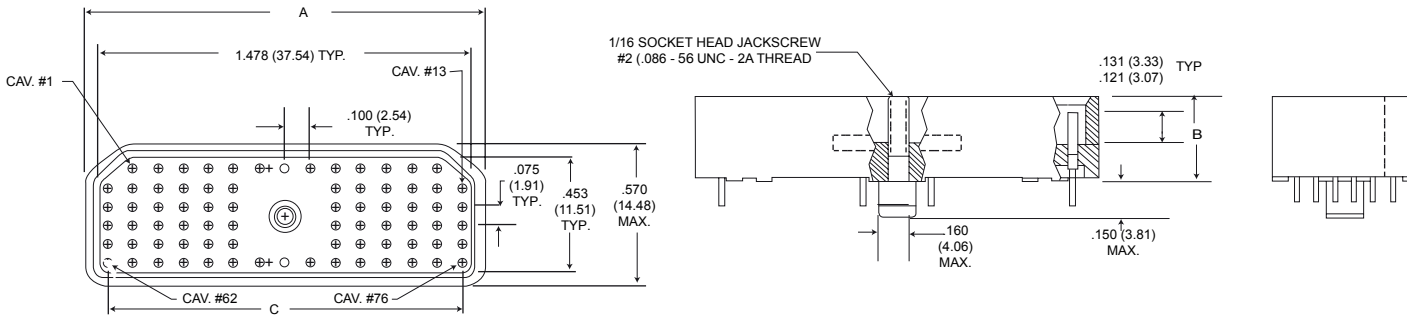 A
1.478 (37.54) TYP.
CAV. #1
CAV. #13
.100 (2.54)
TYP.
.075
(1.91)
TYP.
.453
(11.51)
TYP.
.570
(14.48)
MAX.
CAV. #62
CAV. #76
C
1/16 SOCKET HEAD JACKSCREW
#2 (.086 - 56 UNC - 2A THREAD
.131 (3.33)
.121 (3.07)
TYP
B
.160
(4.06)
MAX.
.150 (3.81)
MAX.